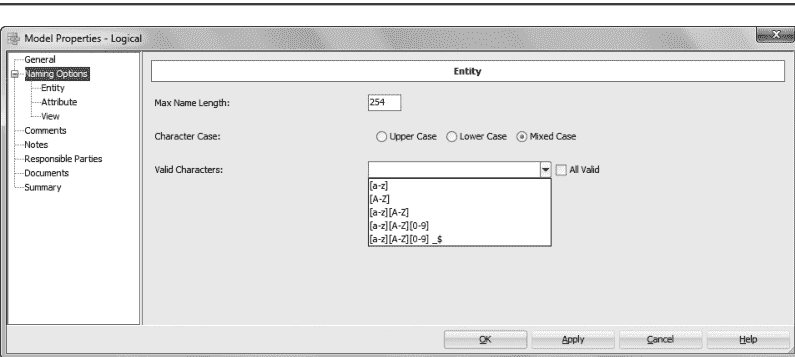 Model Properties - Logical
General
Naming Options
Entity
Attribute
View
Comments
Notes
Responsible Parties
Documents
Summary
Entity
Max Name Length: 254
Character Case: Upper Case Lower Case Mixed Case
Valid Characters: All Valid
[a-z]
[A-Z]
[a-z][A-Z]
[a-z][A-Z][0-9]
[a-z][A-Z][0-9] _$
OK Apply Cancel Help